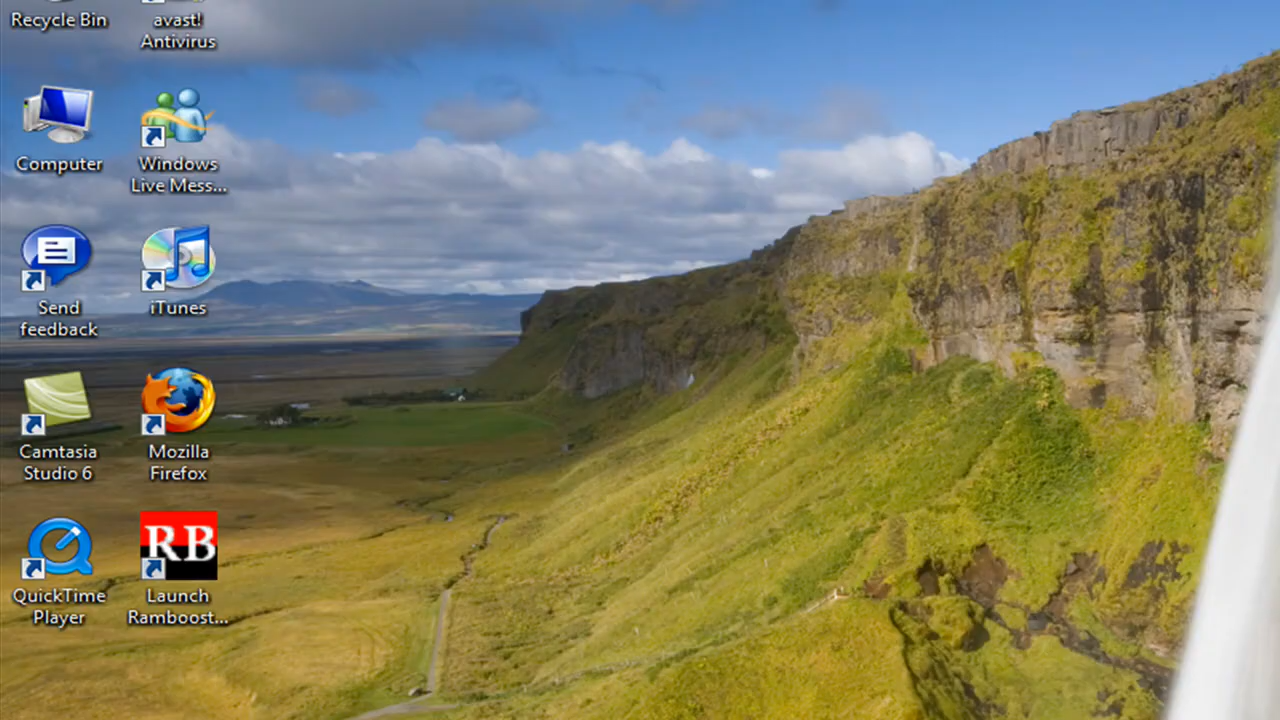 Recycle Bin
avast!
Antivirus
Computer
Windows
Live Mess...
Send
feedback
iTunes
Camtasia
Studio 6
Mozilla
Firefox
QuickTime
Player
RB
Launch
Ramboost...